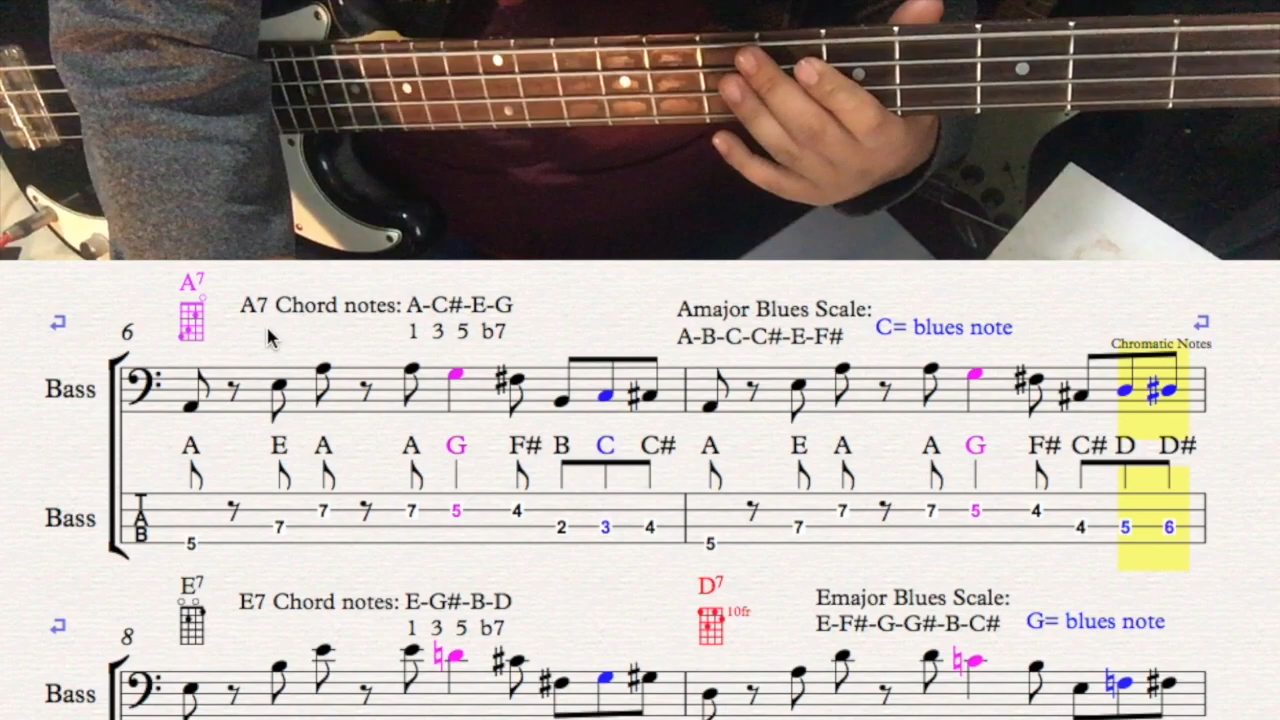 A7
A7 Chord notes: A-C#-E-G
1 3 5 b7
Amajor Blues Scale:
A-B-C-C#-E-F#
C= blues note
6
Chromatic Notes
Bass
A E A A G F# B C C# A E A A G F# C# D D#
Bass
T A B
5 7 7 7 5 4 2 3 4 5 7 7 7 5 4 4 5 6
E7
E7 Chord notes: E-G#-B-D
1 3 5 b7
D7
10fr
Emajor Blues Scale:
E-F#-G-G#-B-C#
G= blues note
8
Bass